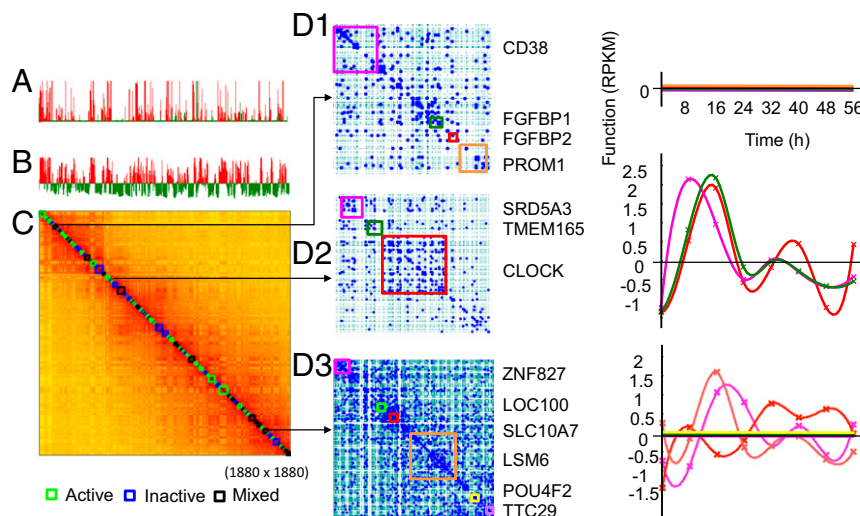 A
B
C
(1880 x 1880)
Active Inactive Mixed
D1
CD38
FGFBP1
FGFBP2
PROM1
D2
SRD5A3
TMEM165
CLOCK
D3
ZNF827
LOC100
SLC10A7
LSM6
POU4F2
TTC29
Function (RPKM)
0
8 16 24 32 40 48 56
Time (h)
2.5
2
1.5
0.5
0
-0.5
-1
2
1.5
1
0.5
0
-0.5
-1
-1.5